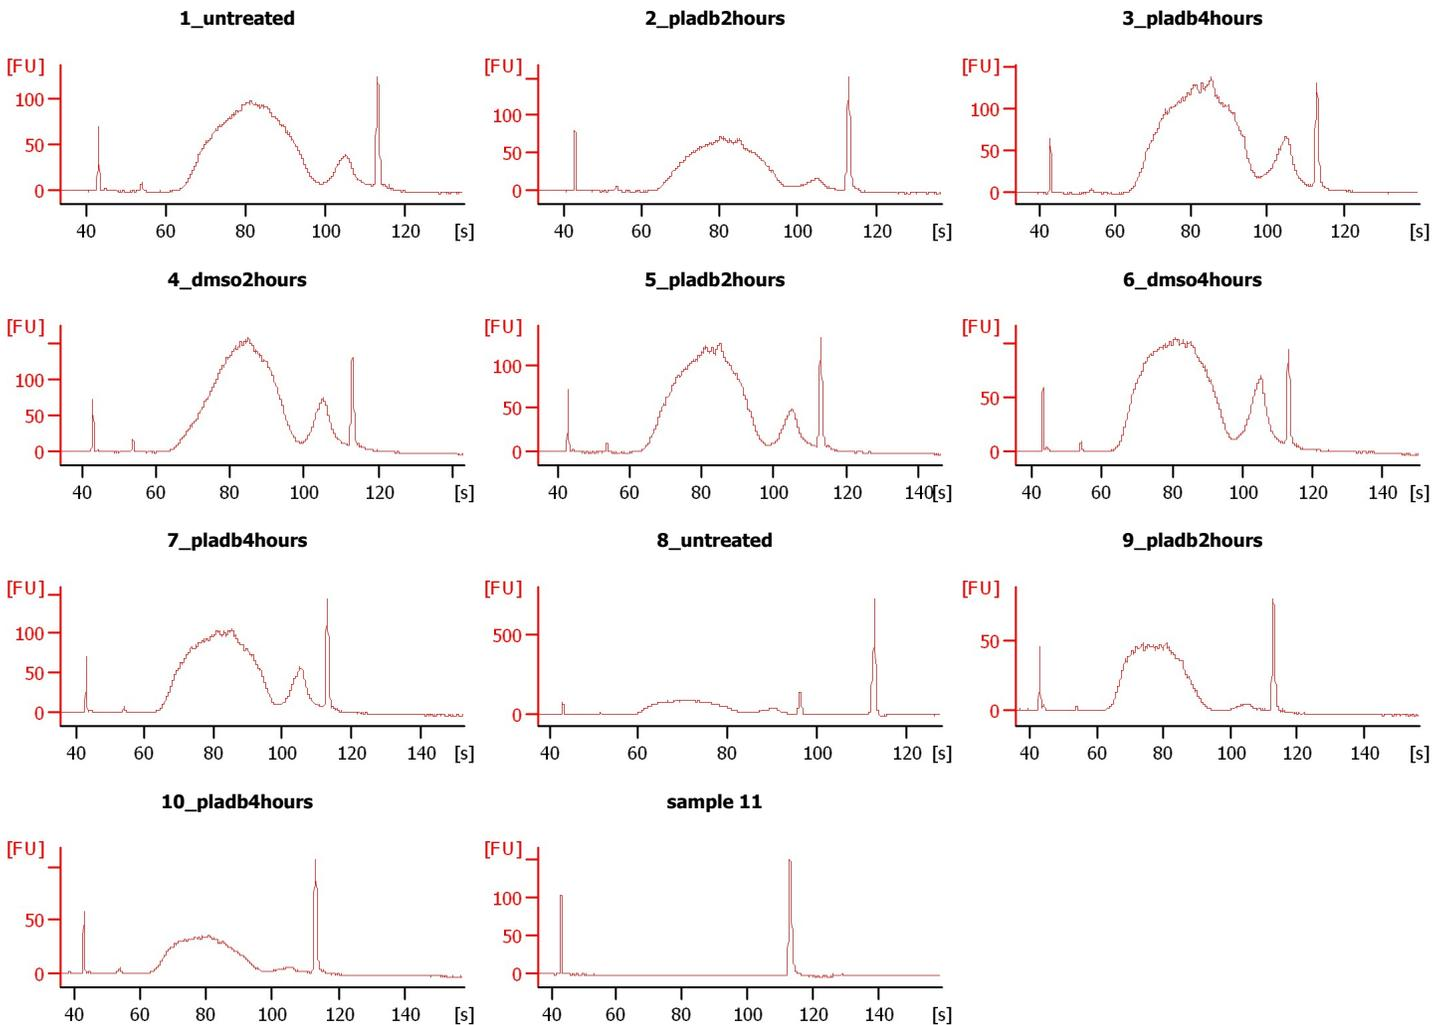 1_untreated 2_pladb2hours 3_pladb4hours
[FU] [FU] [FU]
100 100 100
50 50 50
0 0 0
40 60 80 100 120 [s] 40 60 80 100 120 [s] 40 60 80 100 120 [s]
4_dmso2hours 5_pladb2hours 6_dmso4hours
[FU] [FU] [FU]
100 100
50 50 50
0 0 0
40 60 80 100 120 [s] 40 60 80 100 120 140[s] 40 60 80 100 120 140 [s]
7_pladb4hours 8_untreated 9_pladb2hours
[FU] [FU] [FU]
100 500 50
50
0 0 0
40 60 80 100 120 140 [s] 40 60 80 100 120 [s] 40 60 80 100 120 140 [s]
10_pladb4hours sample 11
[FU] [FU]
100
50 50
0 0
40 60 80 100 120 140 [s] 40 60 80 100 120 140 [s]